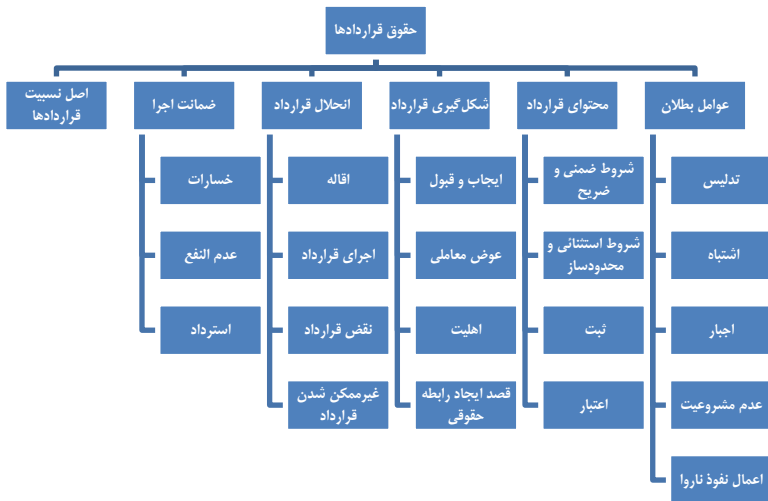 حقوق قراردادها
عوامل بطلان
محتوای قرارداد
شکل‌گیری قرارداد
انحلال قرارداد
ضمانت اجرا
اصل نسبیت
قراردادها
تدلیس
اشتباه
اجبار
عدم مشروعیت
اعمال نفوذ ناروا
شروط ضمنی و
ضریح
شروط استثنائی و
محدودساز
ثبت
اعتبار
ایجاب و قبول
عوض معاملی
اهلیت
قصد ایجاد رابطه
حقوقی
اقاله
اجرای قرارداد
نقض قرارداد
غیرممکن شدن
قرارداد
خسارات
عدم النفع
استرداد